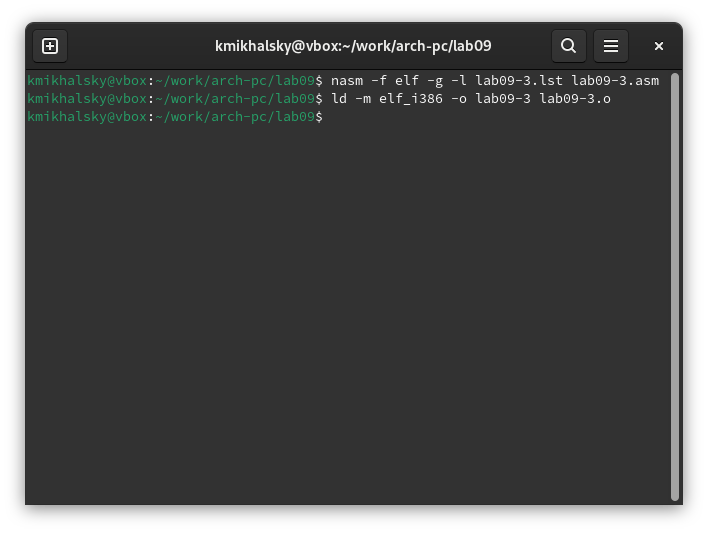 kmikhalsky@vbox:~/work/arch-pc/lab09
kmikhalsky@vbox:~/work/arch-pc/lab09$ nasm -f elf -g -l lab09-3.lst lab09-3.asm
kmikhalsky@vbox:~/work/arch-pc/lab09$ ld -m elf_i386 -o lab09-3 lab09-3.o
kmikhalsky@vbox:~/work/arch-pc/lab09$